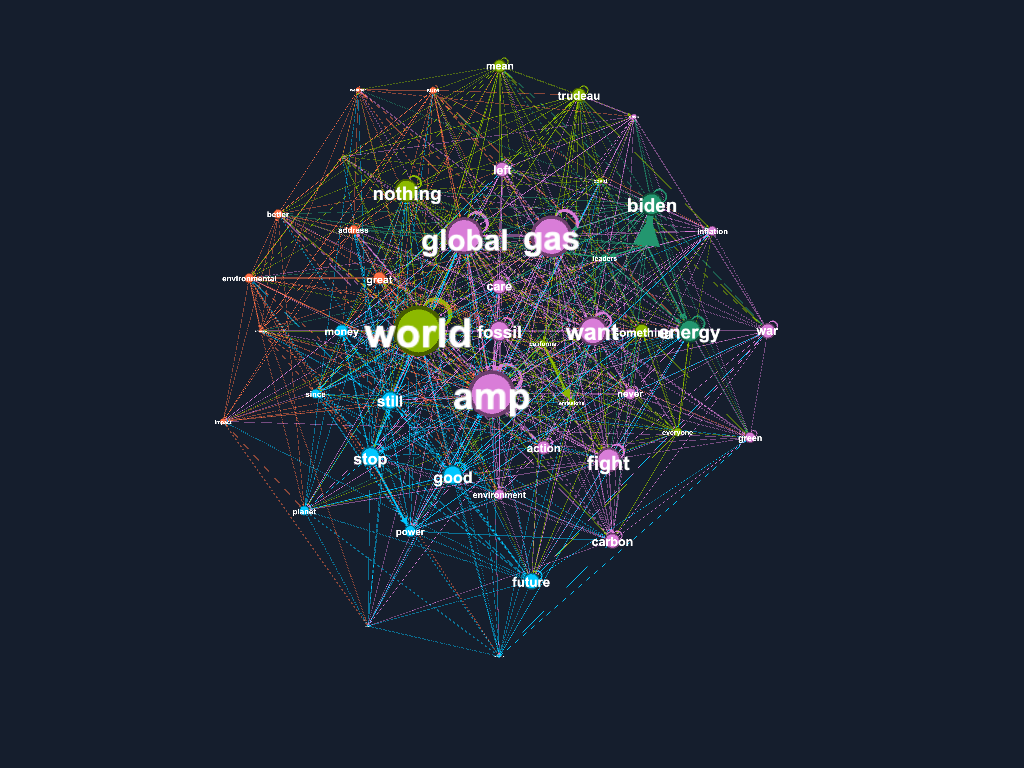 mean
trudeau
left
nothing
biden
better
address
global
gas
inflation
leaders
environmental
great
care
money
world
fossil
want
something
energy
war
since
still
amp
never
emissions
impact
everyone
green
stop
good
action
fight
environment
planet
power
carbon
future